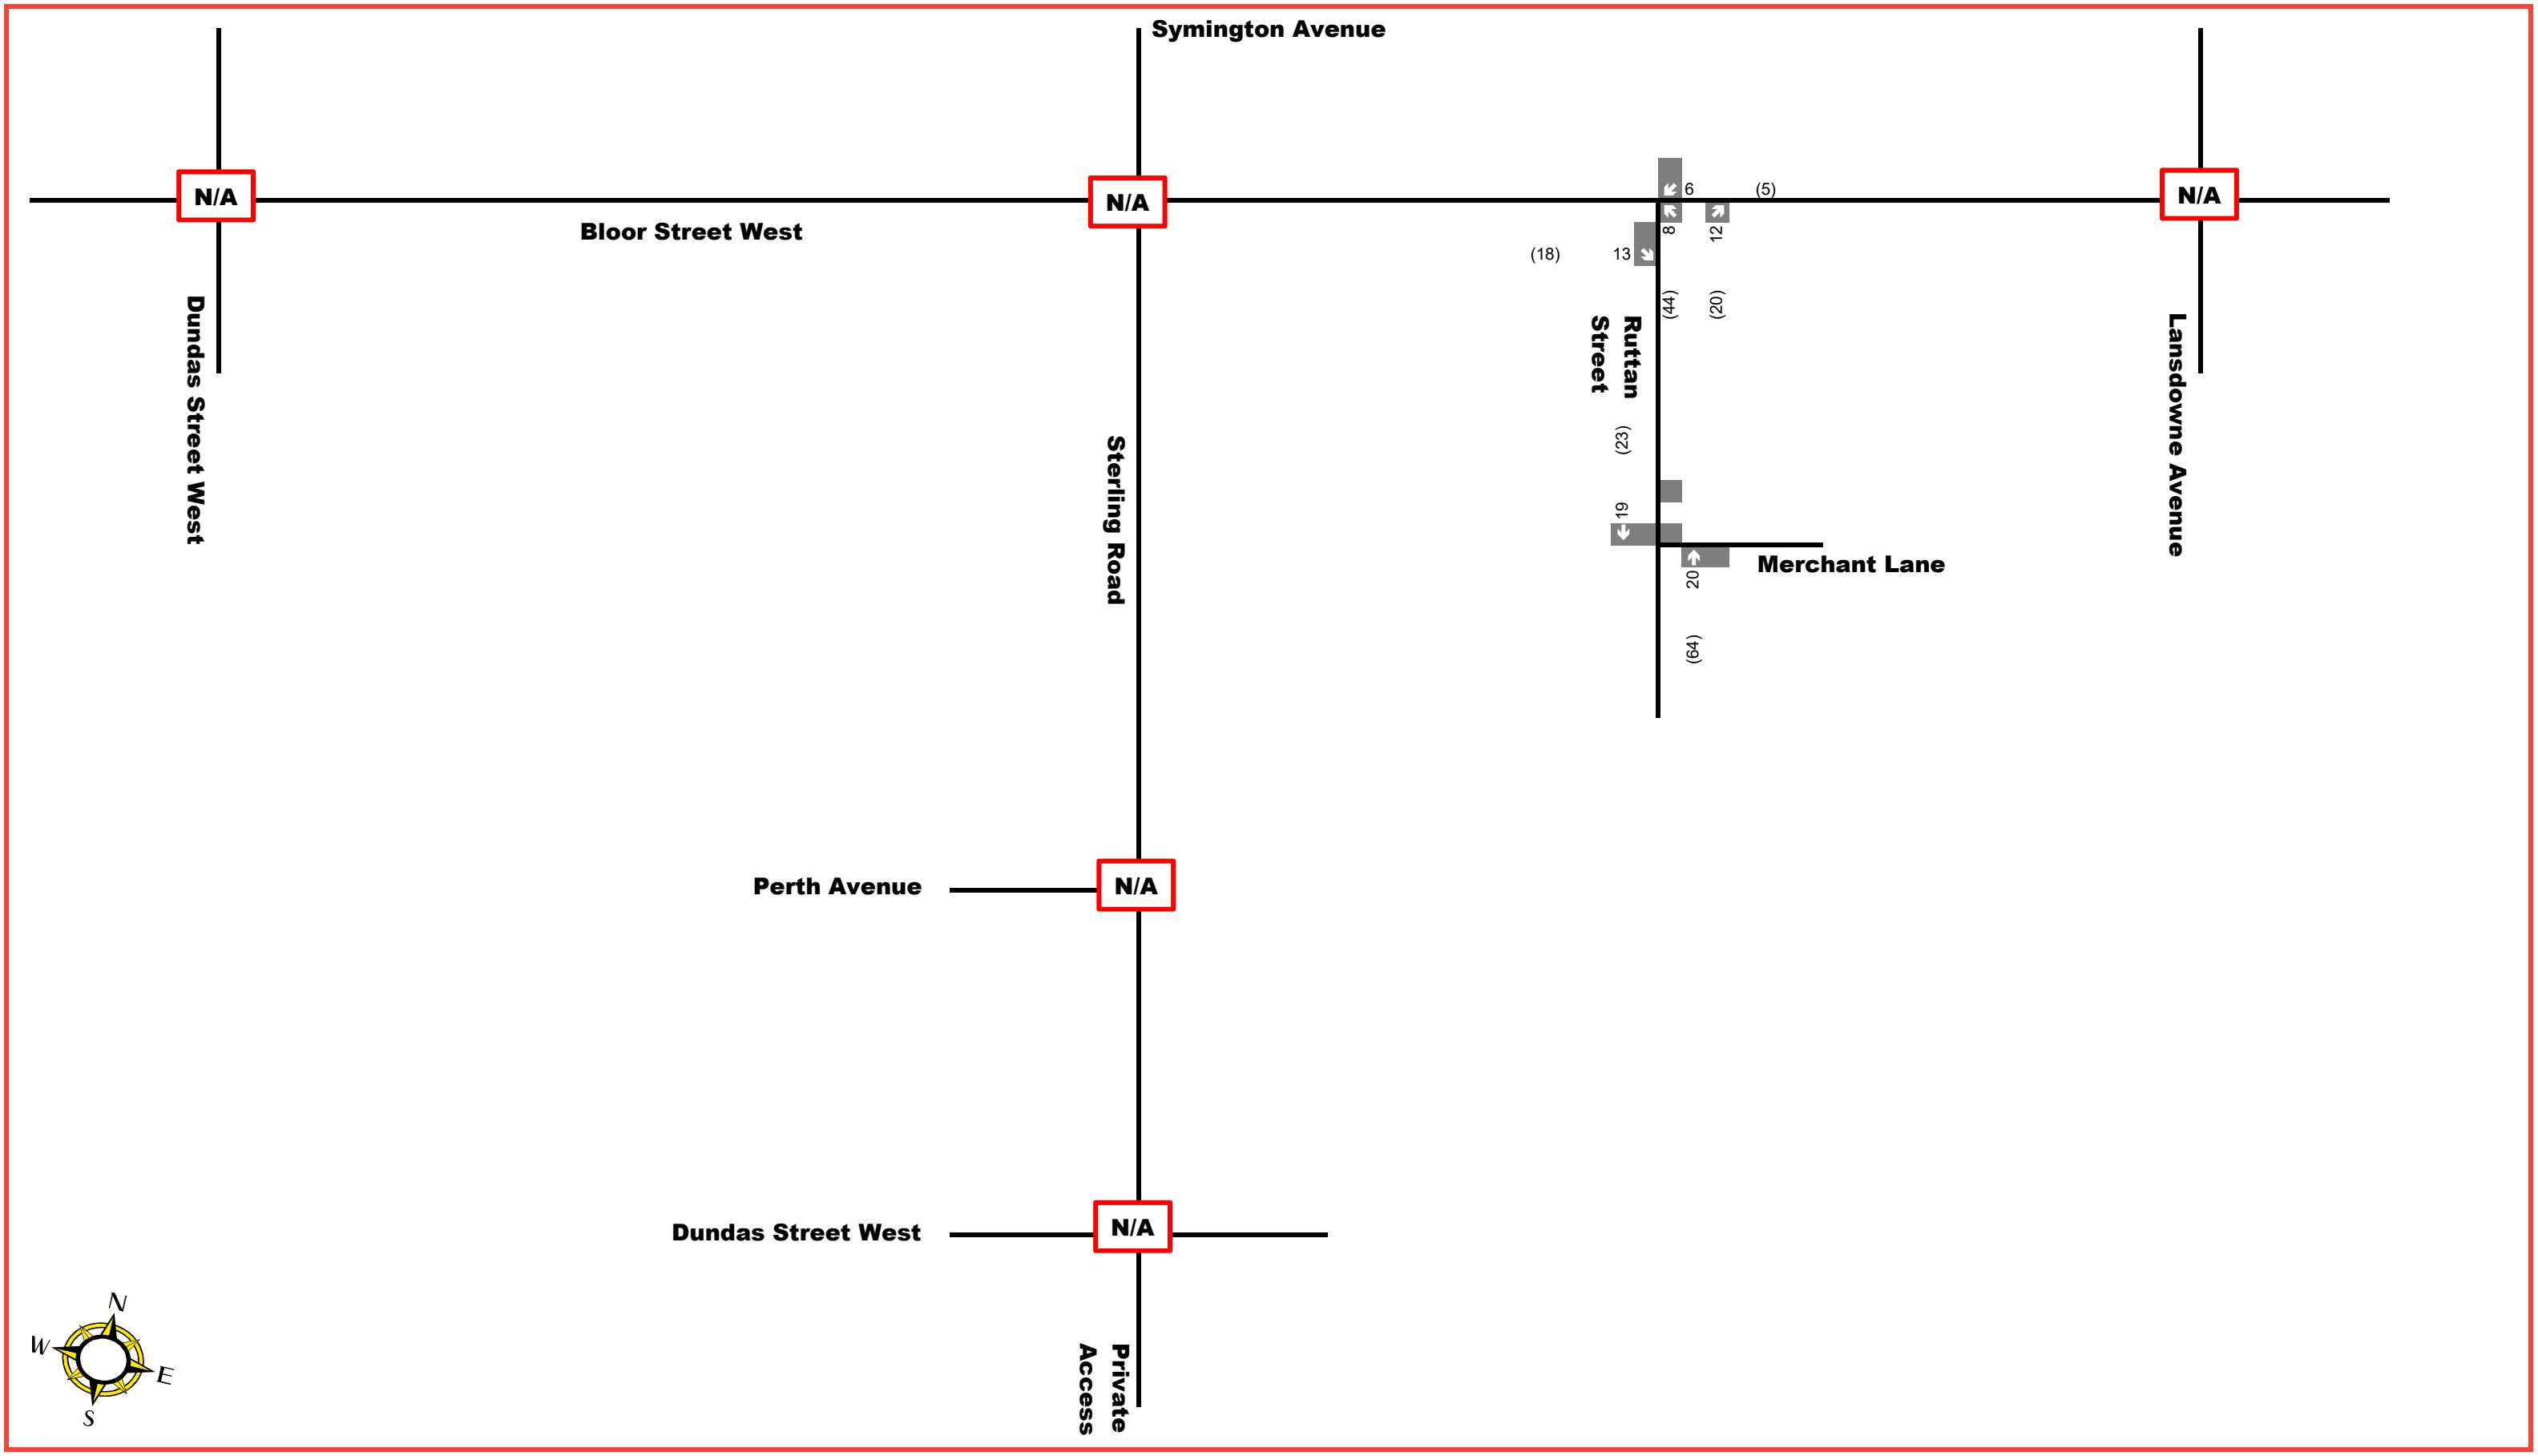 Symington Avenue
N/A
N/A
N/A
6
(5)
Bloor Street West
8
12
(18)
13
(44)
(20)
Dundas Street West
Ruttan
Street
Lansdowne Avenue
Sterling Road
(23)
19
Merchant Lane
20
(64)
Perth Avenue
N/A
Dundas Street West
N/A
Private
Access
N
W
E
S